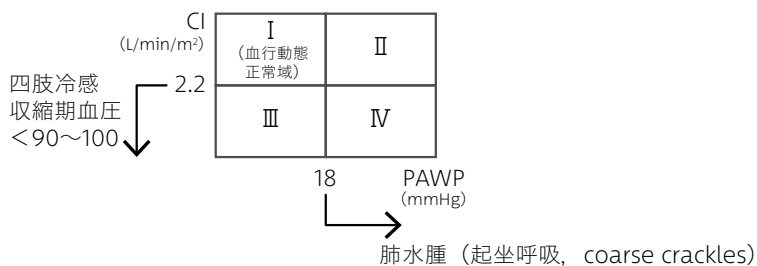 CI
(L/min/m²)
Ⅰ
(血行動態
正常域)
Ⅱ
四肢冷感
収縮期血圧
<90〜100
2.2
Ⅲ
Ⅳ
18
PAWP
(mmHg)
肺水腫（起坐呼吸，coarse crackles）